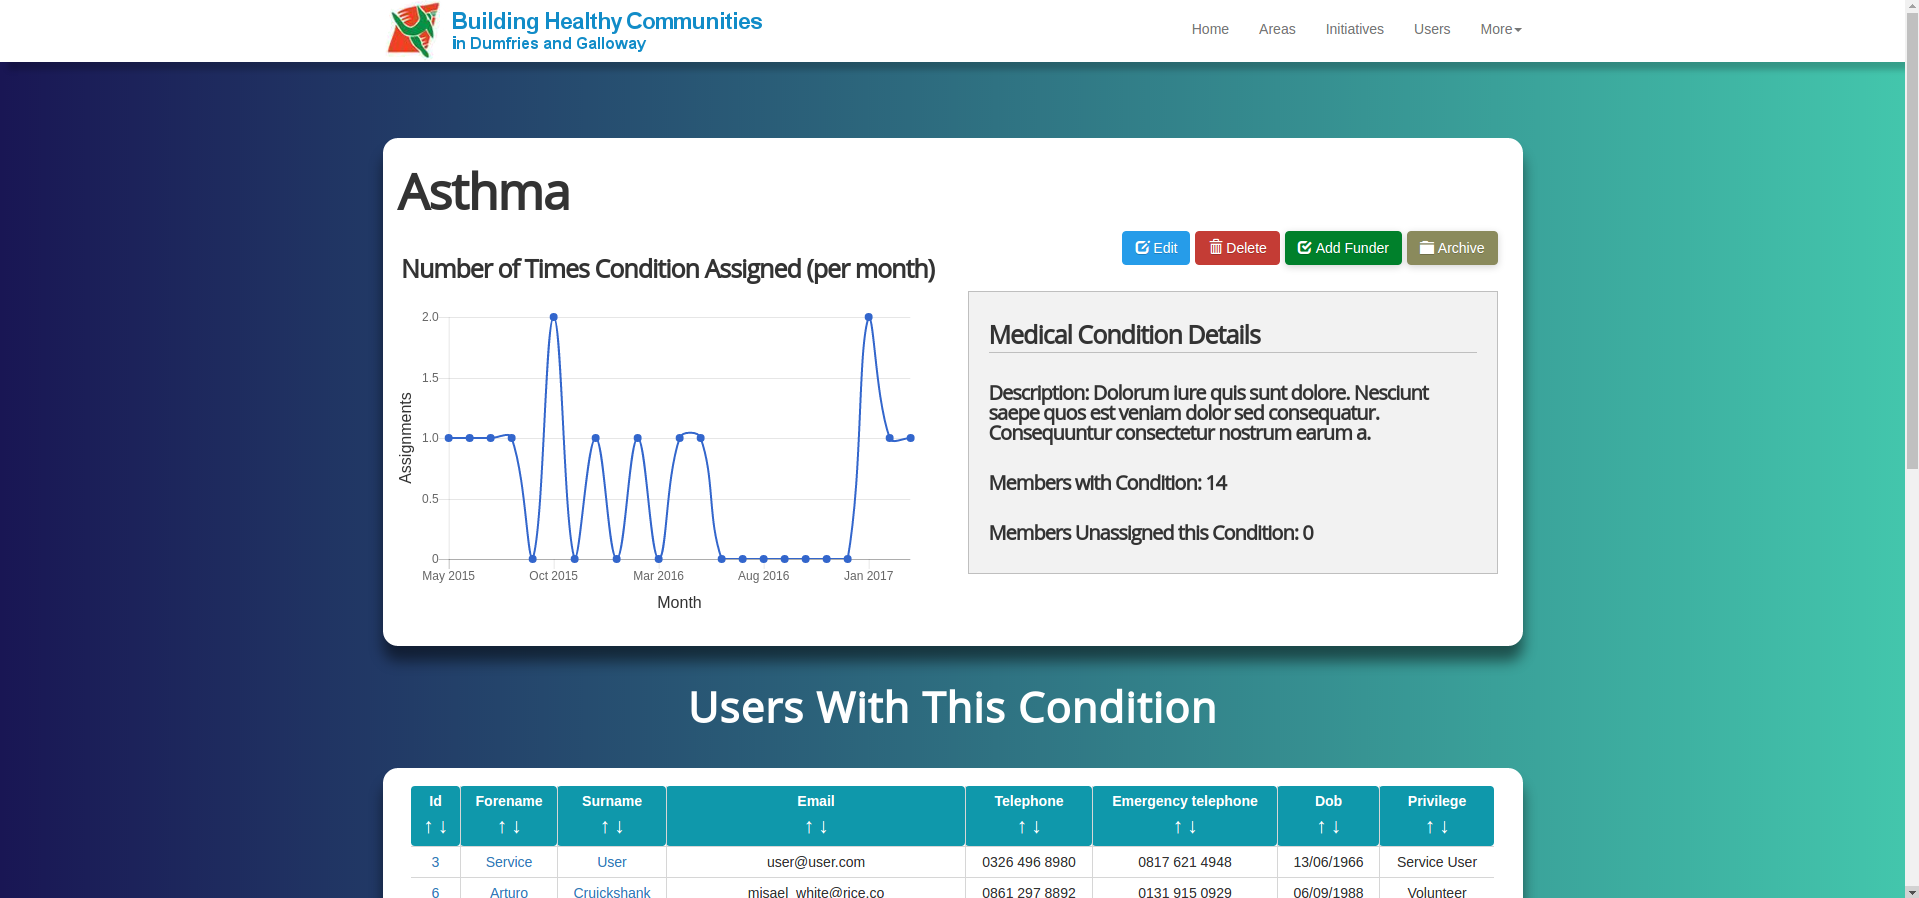 Building Healthy Communities
in Dumfries and Galloway
Home Areas Initiatives Users More
Asthma
Edit Delete Add Funder Archive
Number of Times Condition Assigned (per month)
2.0
1.5
1.0
0.5
0
Assignments
May 2015 Oct 2015 Mar 2016 Aug 2016 Jan 2017
Month
Medical Condition Details
Description: Dolorum iure quis sunt dolore. Nesciunt
saepe quos est veniam dolor sed consequatur.
Consequuntur consectetur nostrum earum a.
Members with Condition: 14
Members Unassigned this Condition: 0
Users With This Condition
Id Forename Surname Email Telephone Emergency telephone Dob Privilege
↑ ↓ ↑ ↓ ↑ ↓ ↑ ↓ ↑ ↓ ↑ ↓ ↑ ↓ ↑ ↓
3 Service User user@user.com 0326 496 8980 0817 621 4948 13/06/1966 Service User
6 Arturo Cruickshank misael_white@rice.co 0861 297 8892 0131 915 0929 06/09/1988 Volunteer